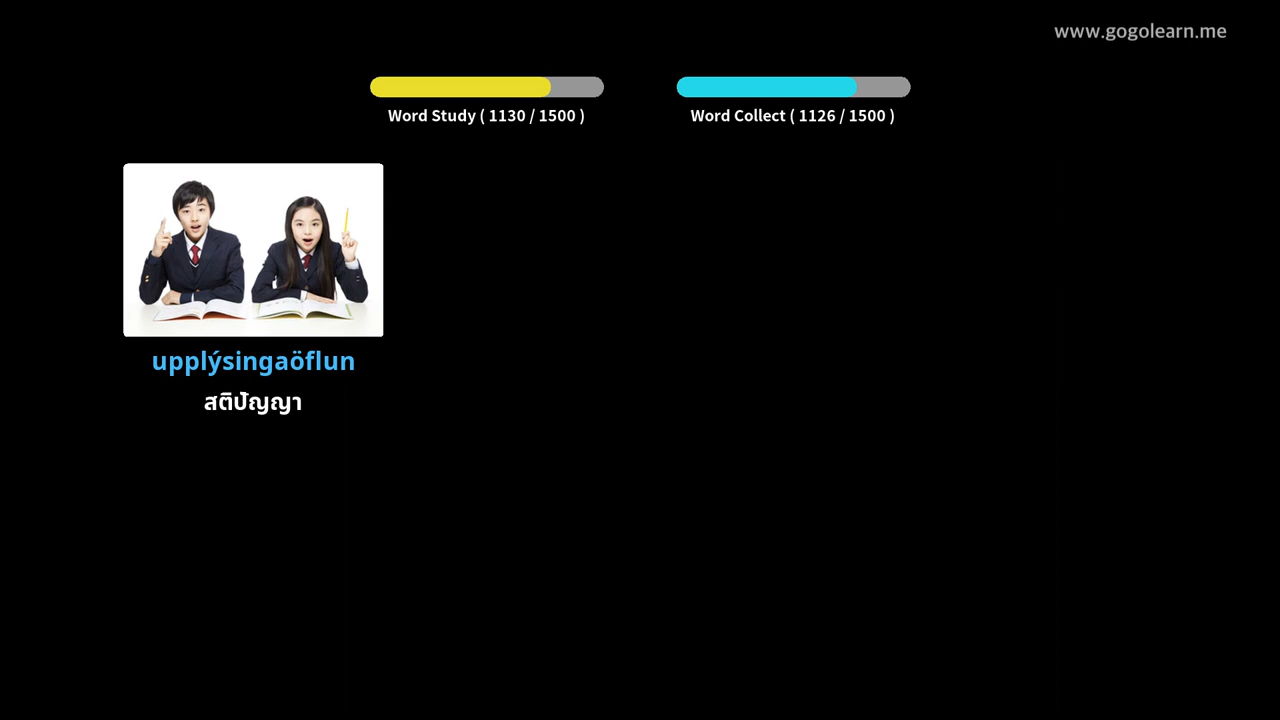 www.gogolearn.me
Word Study ( 1130 / 1500 )
Word Collect ( 1126 / 1500 )
upplýsingaöflun
สติปัญญา